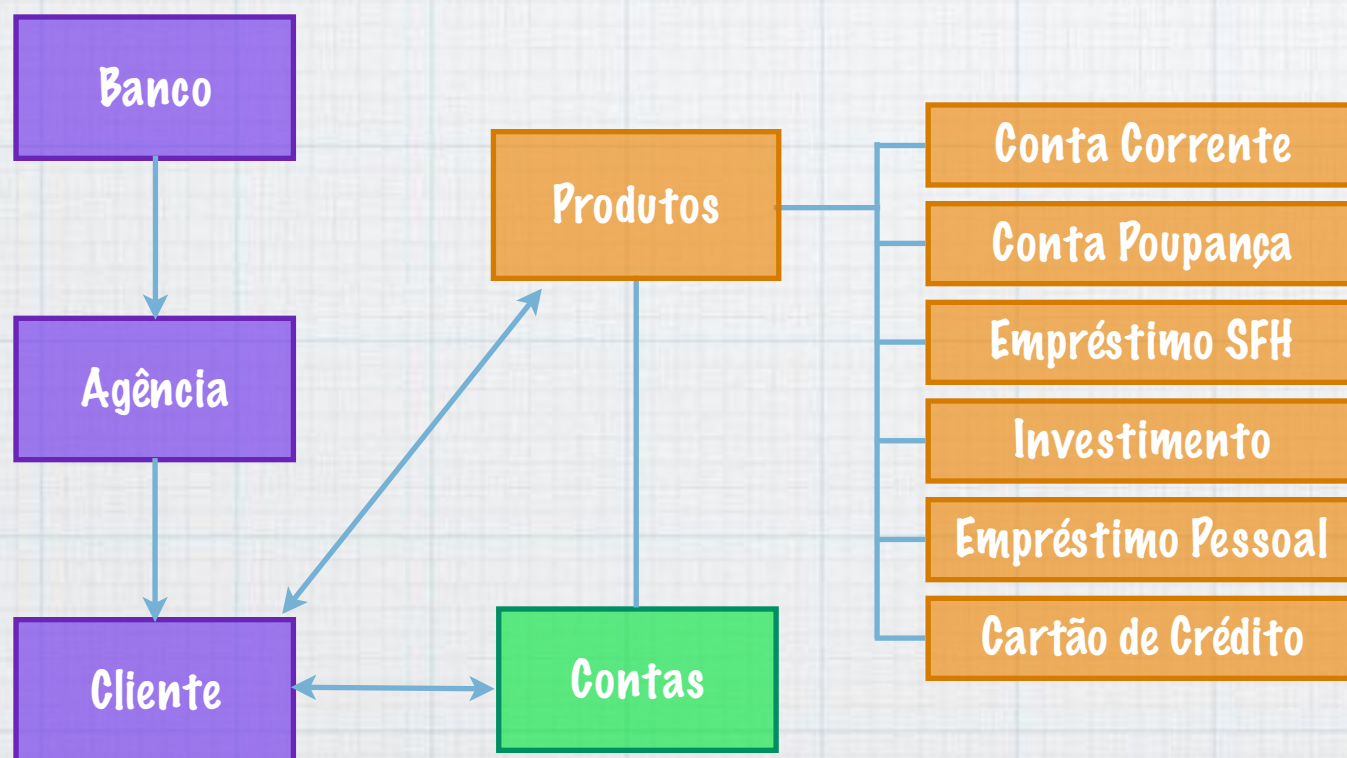 Banco
Agência
Cliente
Produtos
Contas
Conta Corrente
Conta Poupança
Empréstimo SFH
Investimento
Empréstimo Pessoal
Cartão de Crédito